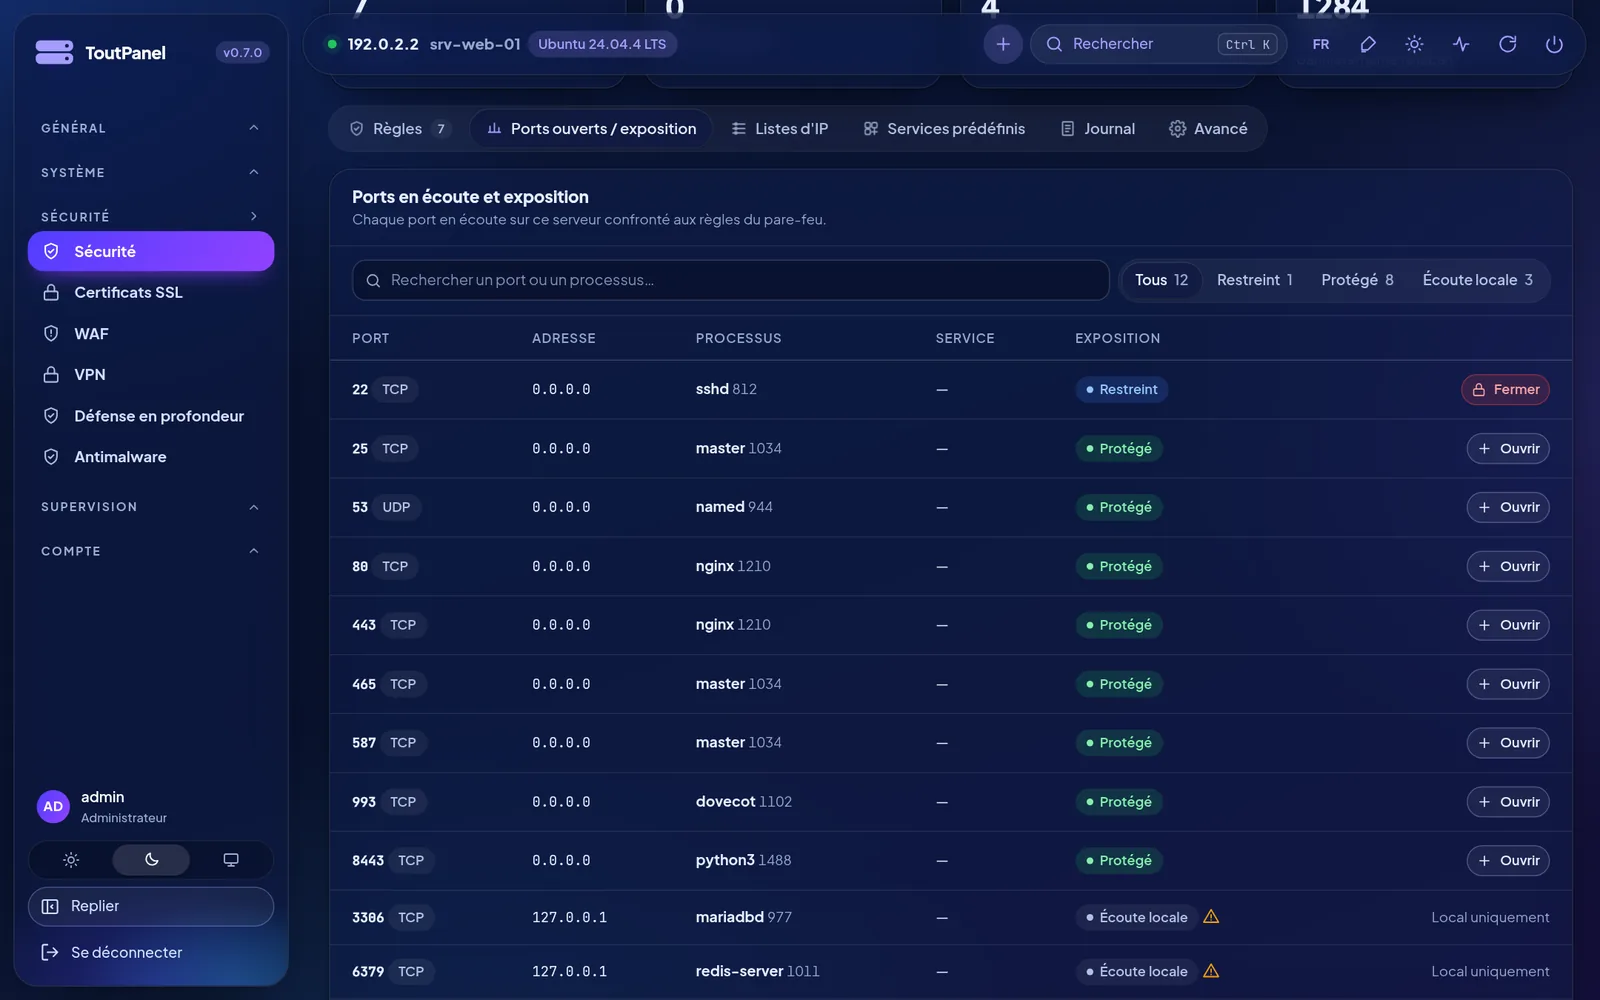 7
0
4
1284
ToutPanel
v0.7.0
192.0.2.2 srv-web-01 Ubuntu 24.04.4 LTS
Rechercher Ctrl K
FR
GÉNÉRAL
SYSTÈME
SÉCURITÉ
Sécurité
Certificats SSL
WAF
VPN
Défense en profondeur
Antimalware
SUPERVISION
COMPTE
AD
admin
Administrateur
Replier
Se déconnecter
Règles 7
Ports ouverts / exposition
Listes d'IP
Services prédéfinis
Journal
Avancé
Ports en écoute et exposition
Chaque port en écoute sur ce serveur confronté aux règles du pare-feu.
Rechercher un port ou un processus…
Tous 12
Restreint 1
Protégé 8
Écoute locale 3
PORT ADRESSE PROCESSUS SERVICE EXPOSITION
22 TCP 0.0.0.0 sshd 812 — Restreint Fermer
25 TCP 0.0.0.0 master 1034 — Protégé Ouvrir
53 UDP 0.0.0.0 named 944 — Protégé Ouvrir
80 TCP 0.0.0.0 nginx 1210 — Protégé Ouvrir
443 TCP 0.0.0.0 nginx 1210 — Protégé Ouvrir
465 TCP 0.0.0.0 master 1034 — Protégé Ouvrir
587 TCP 0.0.0.0 master 1034 — Protégé Ouvrir
993 TCP 0.0.0.0 dovecot 1102 — Protégé Ouvrir
8443 TCP 0.0.0.0 python3 1488 — Protégé Ouvrir
3306 TCP 127.0.0.1 mariadbd 977 — Écoute locale Local uniquement
6379 TCP 127.0.0.1 redis-server 1011 — Écoute locale Local uniquement